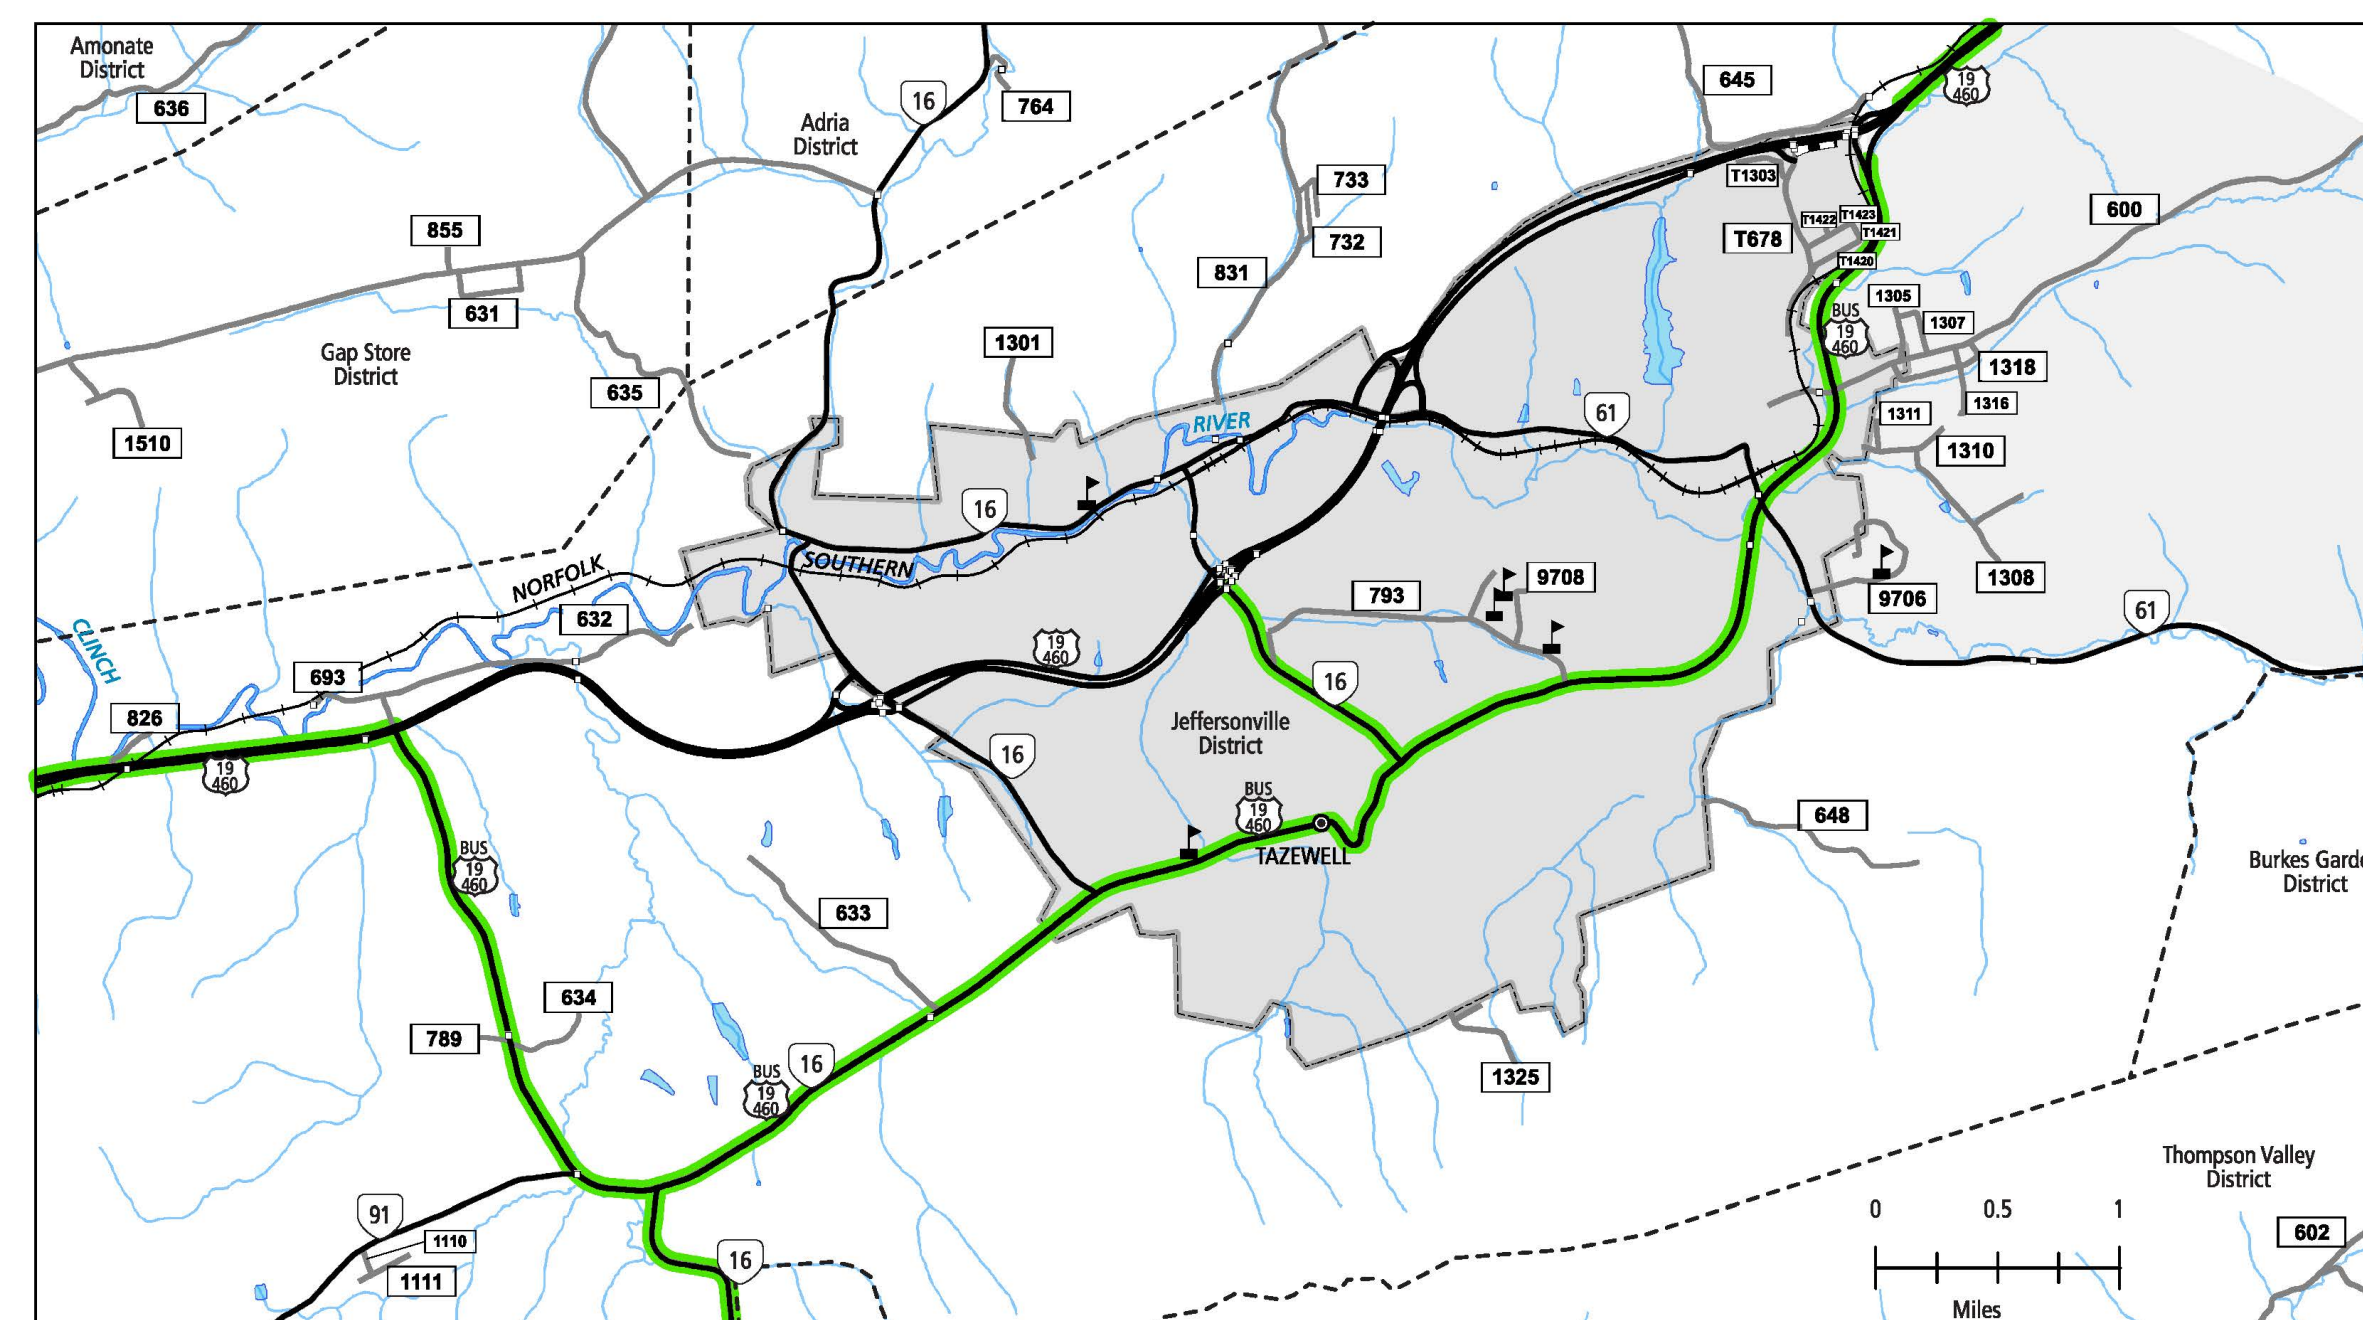 Amonate
District
636
16
764
Adria
District
645
19
460
733
732
831
T1303
T1422
T1423
T1421
T678
T1420
600
855
631
Gap Store
District
635
1301
1305
1307
BUS
19
460
1318
1316
1311
1310
1510
RIVER
61
16
SOUTHERN
NORFOLK
632
793
9708
1308
9706
61
CLINCH
693
826
19
460
19
460
16
16
Jeffersonville
District
BUS
19
460
TAZEWELL
648
Burkes Garde
District
BUS
19
460
633
634
789
BUS
19
460
16
1325
Thompson Valley
District
91
1110
1111
16
602
0 0.5 1
Miles